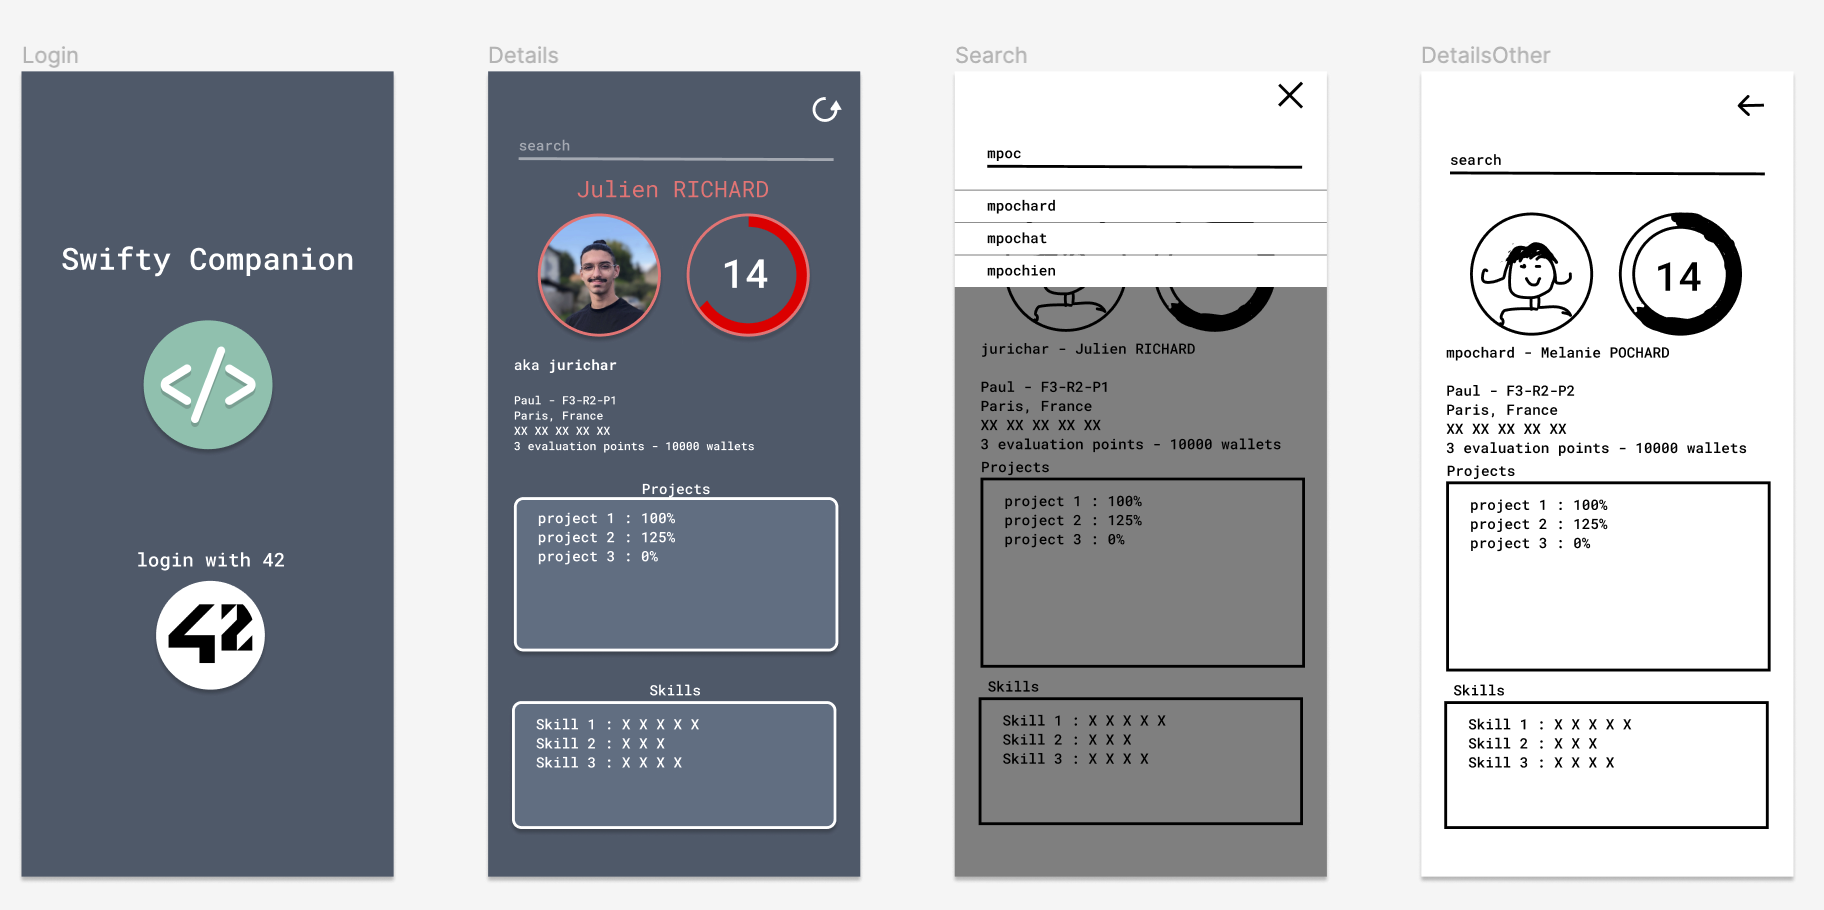 Login
Swifty Companion
</>
login with 42
42
Details
search
Julien RICHARD
14
aka jurichar
Paul - F3-R2-P1
Paris, France
XX XX XX XX XX
3 evaluation points - 10000 wallets
Projects
project 1 : 100%
project 2 : 125%
project 3 : 0%
Skills
Skill 1 : X X X X X
Skill 2 : X X X
Skill 3 : X X X X
Search
mpoc
mpochard
mpochat
mpochien
jurichar - Julien RICHARD
Paul - F3-R2-P1
Paris, France
XX XX XX XX XX
3 evaluation points - 10000 wallets
Projects
project 1 : 100%
project 2 : 125%
project 3 : 0%
Skills
Skill 1 : X X X X X
Skill 2 : X X X
Skill 3 : X X X X
DetailsOther
search
14
mpochard - Melanie POCHARD
Paul - F3-R2-P2
Paris, France
XX XX XX XX XX
3 evaluation points - 10000 wallets
Projects
project 1 : 100%
project 2 : 125%
project 3 : 0%
Skills
Skill 1 : X X X X X
Skill 2 : X X X
Skill 3 : X X X X